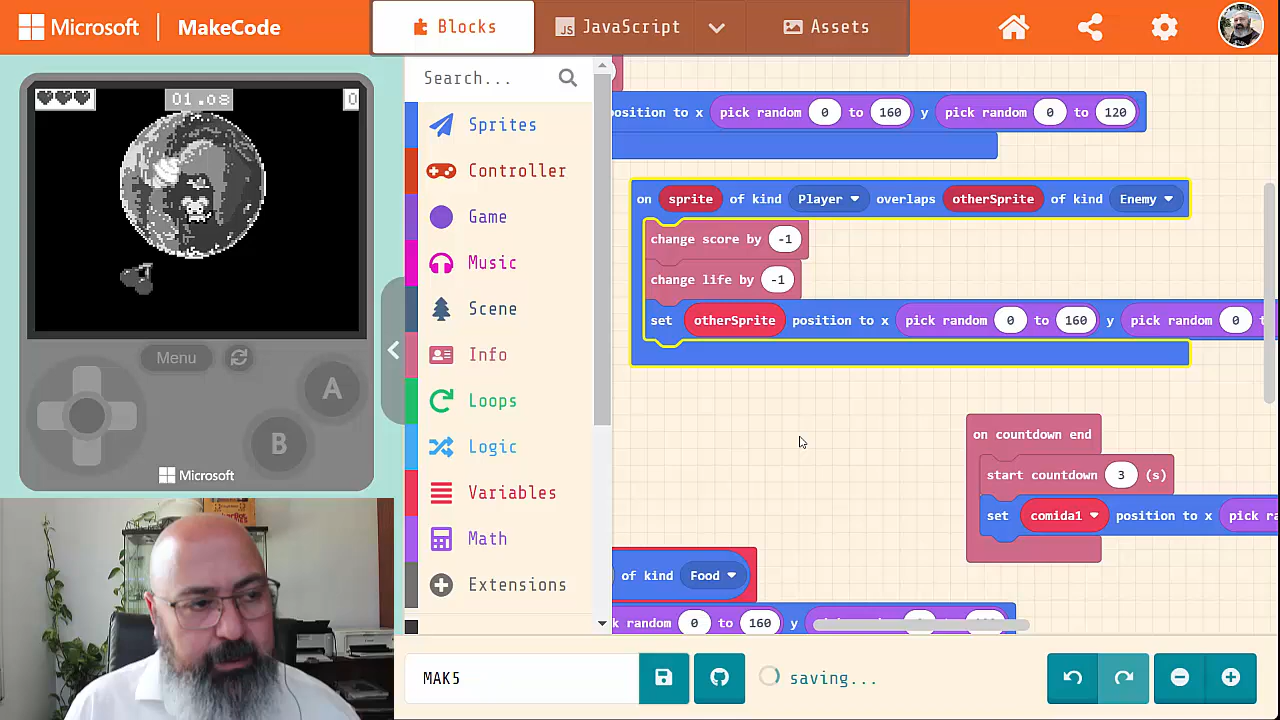 Microsoft MakeCode Blocks JavaScript Assets
01.08 0
Search...
Sprites
Controller
Game
Music
Scene
Info
Loops
Logic
Variables
Math
Extensions
Menu
A
B
Microsoft
position to x pick random 0 to 160 y pick random 0 to 120
on sprite of kind Player overlaps otherSprite of kind Enemy
change score by -1
change life by -1
set otherSprite position to x pick random 0 to 160 y pick random 0
on countdown end
start countdown 3 (s)
set comida1 position to x
of kind Food
random 0 to 160 y
MAK5 saving...